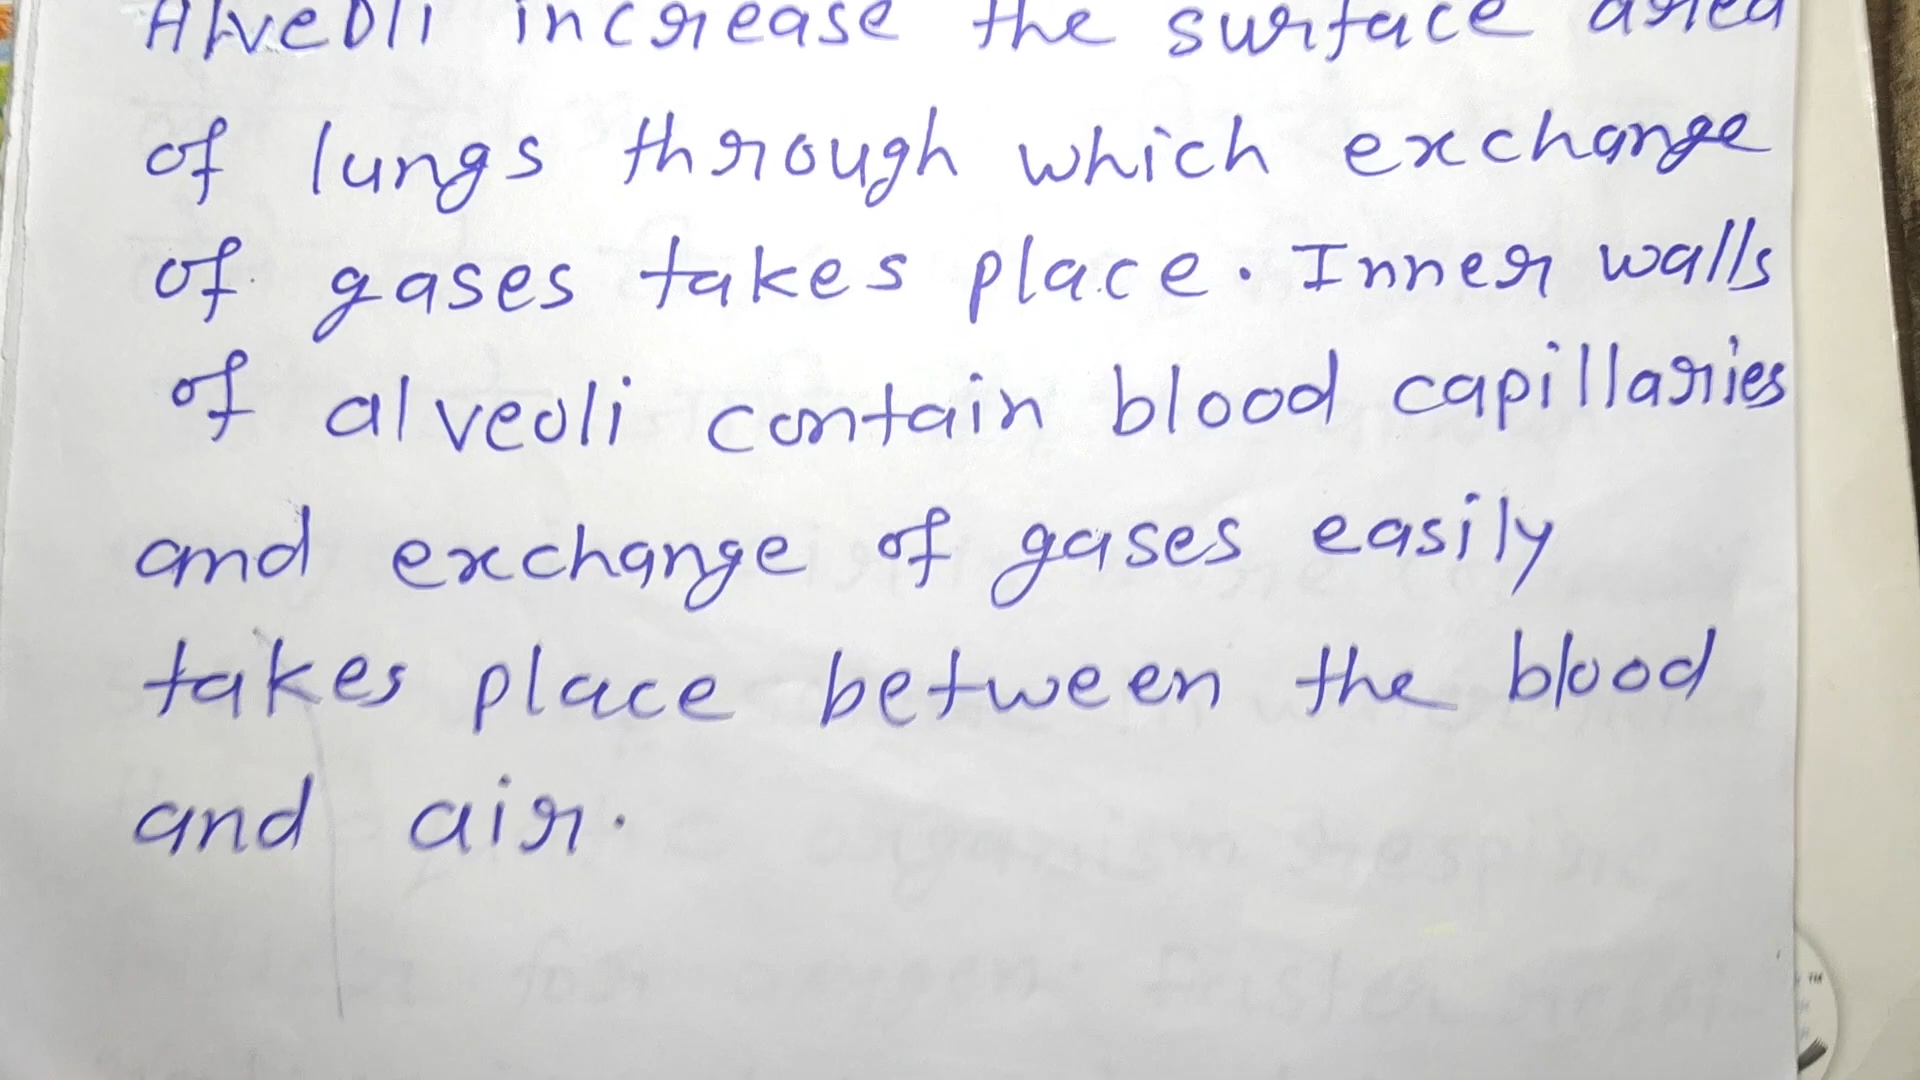 Alveoli increase the surface area
of lungs through which exchange
of gases takes place. Inner walls
of alveoli contain blood capillaries
and exchange of gases easily
takes place between the blood
and air.